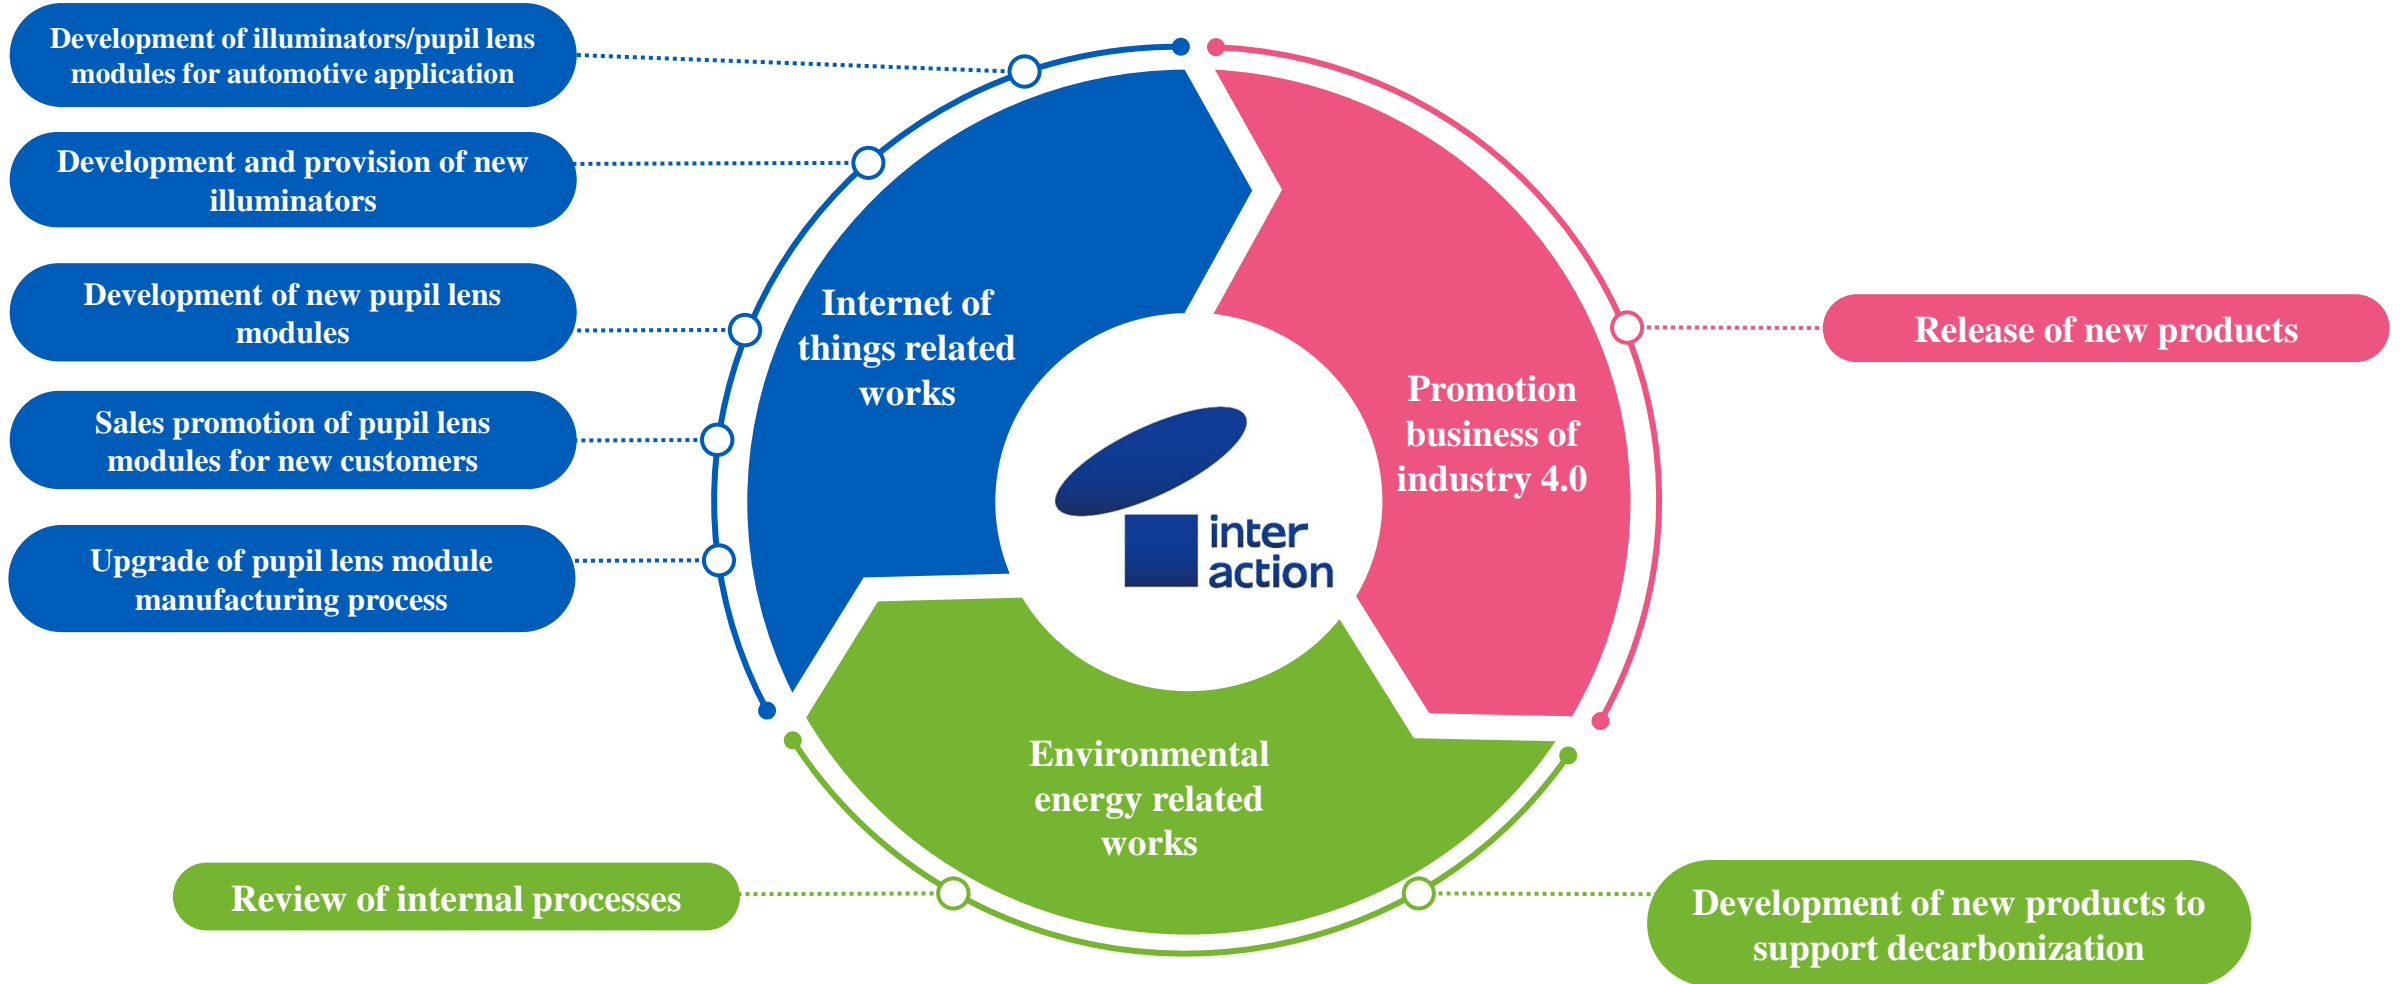 Development of illuminators/pupil lens
modules for automotive application
Development and provision of new
illuminators
Development of new pupil lens
modules
Sales promotion of pupil lens
modules for new customers
Upgrade of pupil lens module
manufacturing process
Internet of
things related
works
Promotion
business of
industry 4.0
Release of new products
inter
action
Environmental
energy related
works
Review of internal processes
Development of new products to
support decarbonization